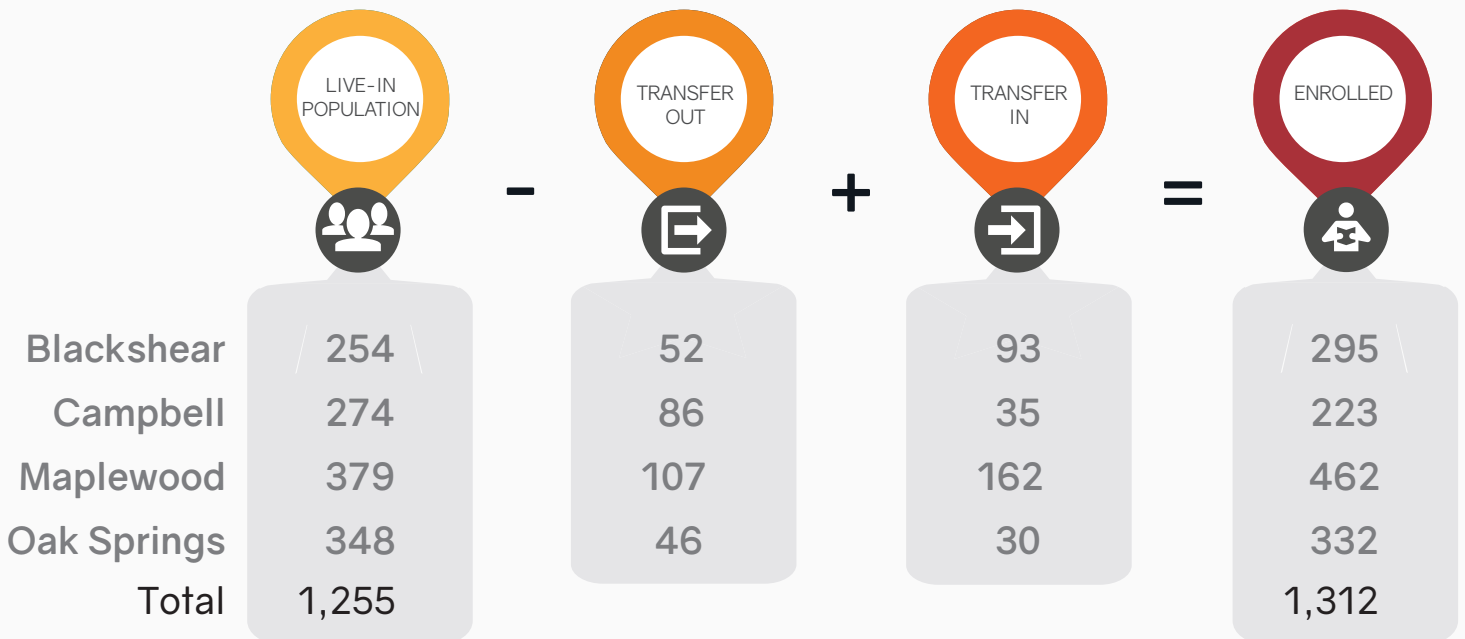 LIVE-IN
POPULATION
TRANSFER
OUT
TRANSFER
IN
ENROLLED
- + =
Blackshear 254 52 93 295
Campbell 274 86 35 223
Maplewood 379 107 162 462
Oak Springs 348 46 30 332
Total 1,255 1,312